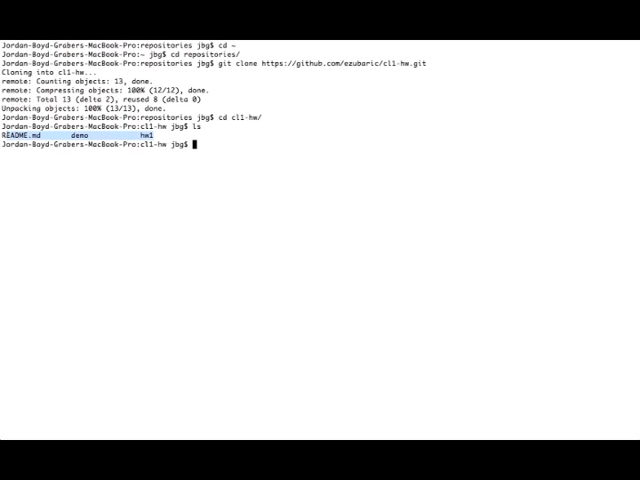 Jordan-Boyd-Grabers-MacBook-Pro:repositories jbg$ cd ~
Jordan-Boyd-Grabers-MacBook-Pro:~ jbg$ cd repositories/
Jordan-Boyd-Grabers-MacBook-Pro:repositories jbg$ git clone https://github.com/ezubaric/cl1-hw.git
Cloning into cl1-hw...
remote: Counting objects: 13, done.
remote: Compressing objects: 100% (12/12), done.
remote: Total 13 (delta 2), reused 8 (delta 0)
Unpacking objects: 100% (13/13), done.
Jordan-Boyd-Grabers-MacBook-Pro:repositories jbg$ cd cl1-hw/
Jordan-Boyd-Grabers-MacBook-Pro:cl1-hw jbg$ ls
README.md demo hw1
Jordan-Boyd-Grabers-MacBook-Pro:cl1-hw jbg$